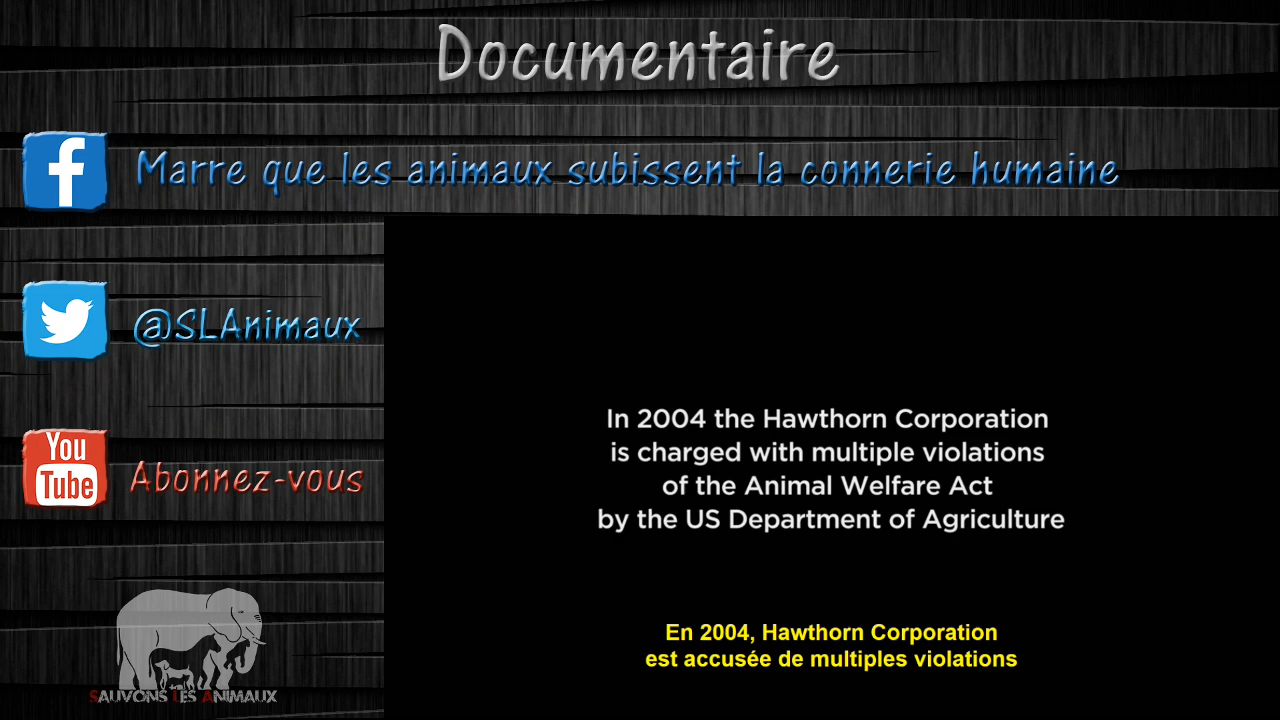 Documentaire
Marre que les animaux subissent la connerie humaine
@SLAnimaux
You
Tube
Abonnez-vous
In 2004 the Hawthorn Corporation
is charged with multiple violations
of the Animal Welfare Act
by the US Department of Agriculture
En 2004, Hawthorn Corporation
est accusée de multiples violations
SAUVONS LES ANIMAUX